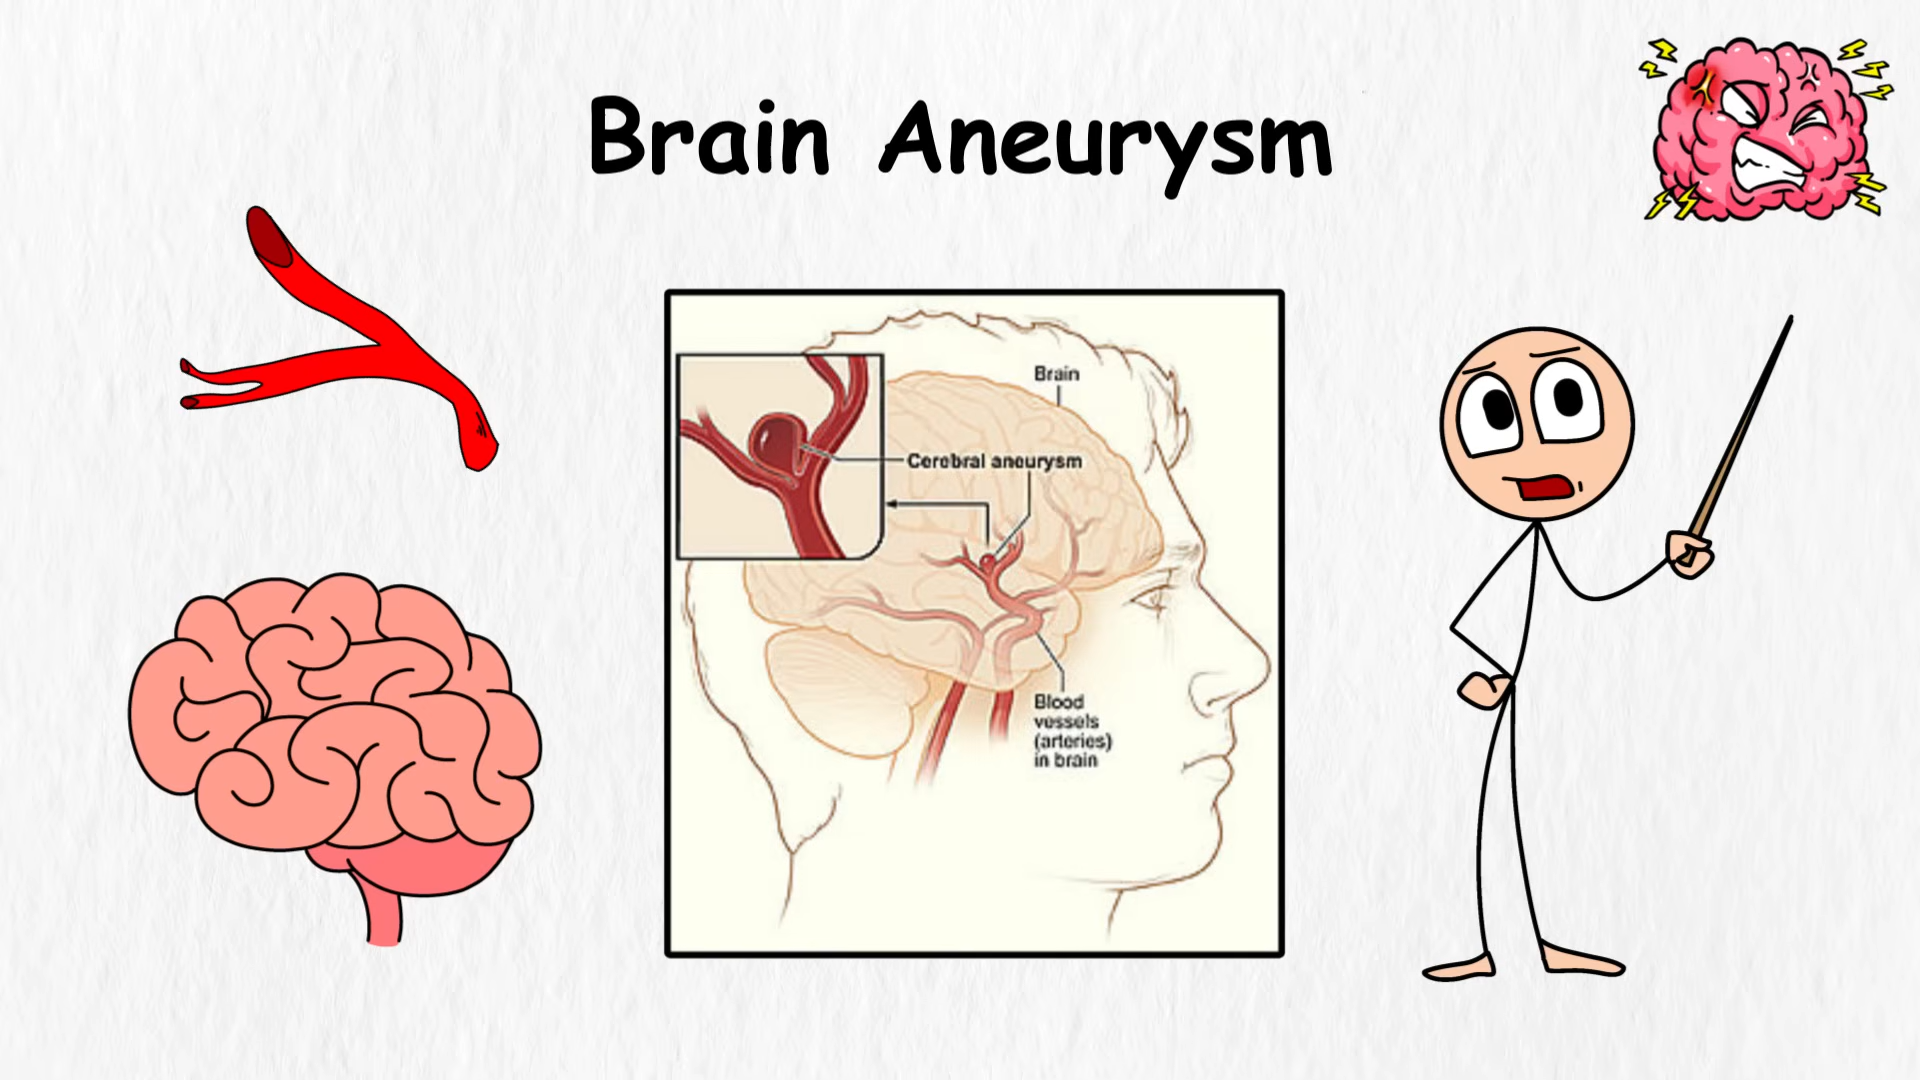 Brain Aneurysm
Brain
Cerebral aneurysm
Blood
vessels
(arteries)
in brain